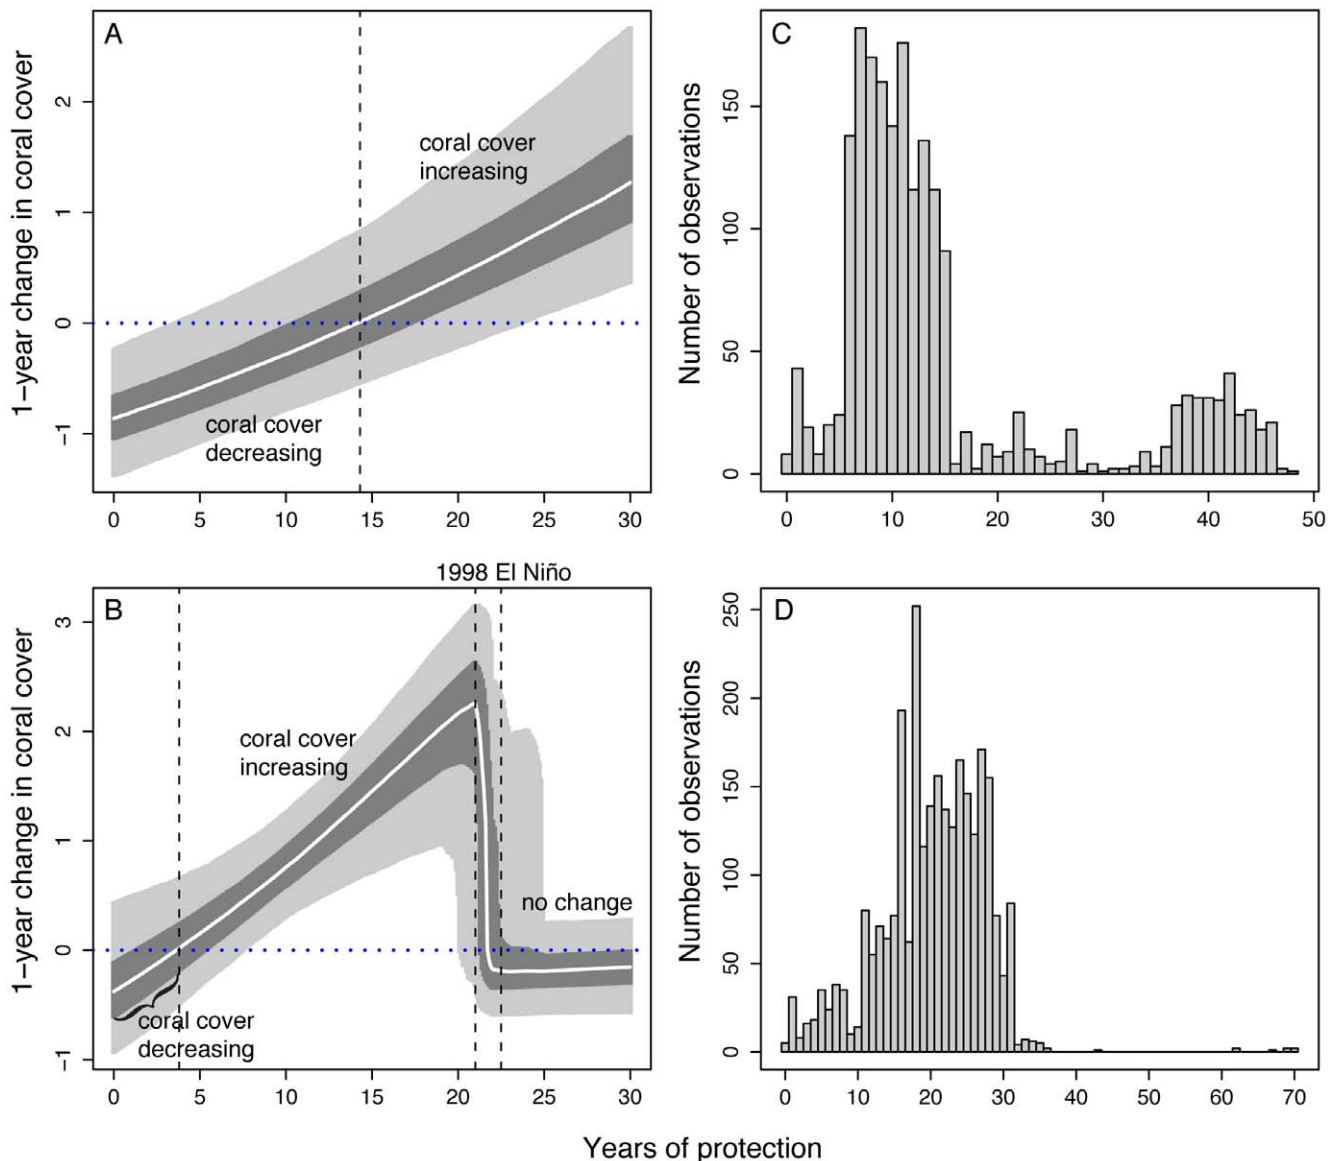 A
1−year change in coral cover
2
1
0
−1
coral cover
increasing
coral cover
decreasing
0 5 10 15 20 25 30
C
Number of observations
150
100
50
0
0 10 20 30 40 50
1998 El Niño
B
1−year change in coral cover
3
2
1
0
−1
coral cover
increasing
no change
coral cover
decreasing
0 5 10 15 20 25 30
D
Number of observations
250
200
150
100
50
0
0 10 20 30 40 50 60 70
Years of protection